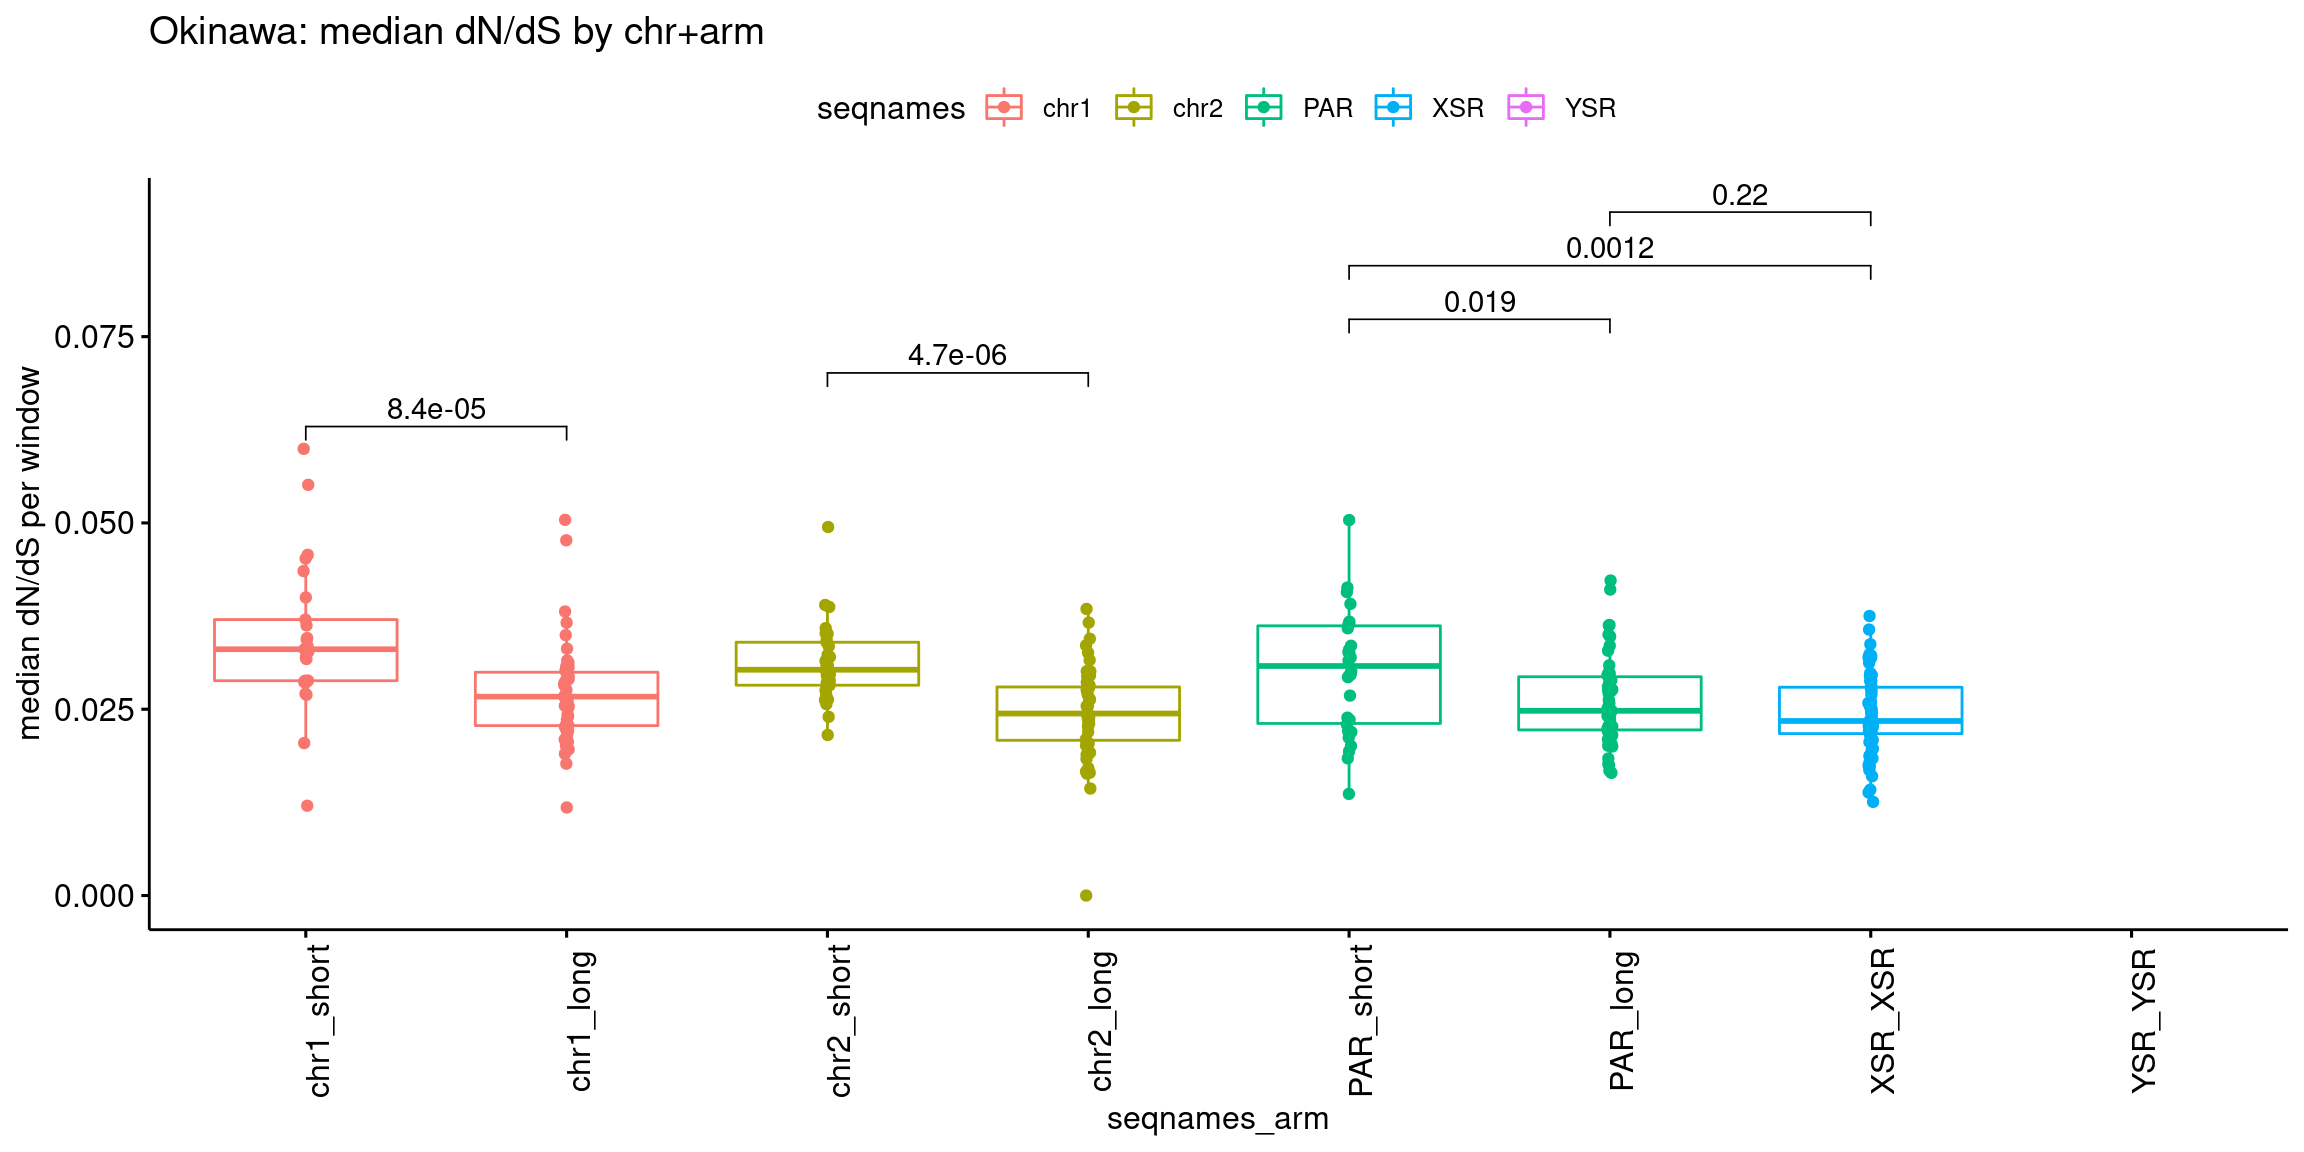 Okinawa: median dN/dS by chr+arm
seqnames chr1 chr2 PAR XSR YSR
0.22
0.0012
0.019
4.7e-06
8.4e-05
median dN/dS per window
0.075
0.050
0.025
0.000
chr1_short
chr1_long
chr2_short
chr2_long
PAR_short
PAR_long
XSR_XSR
YSR_YSR
seqnames_arm